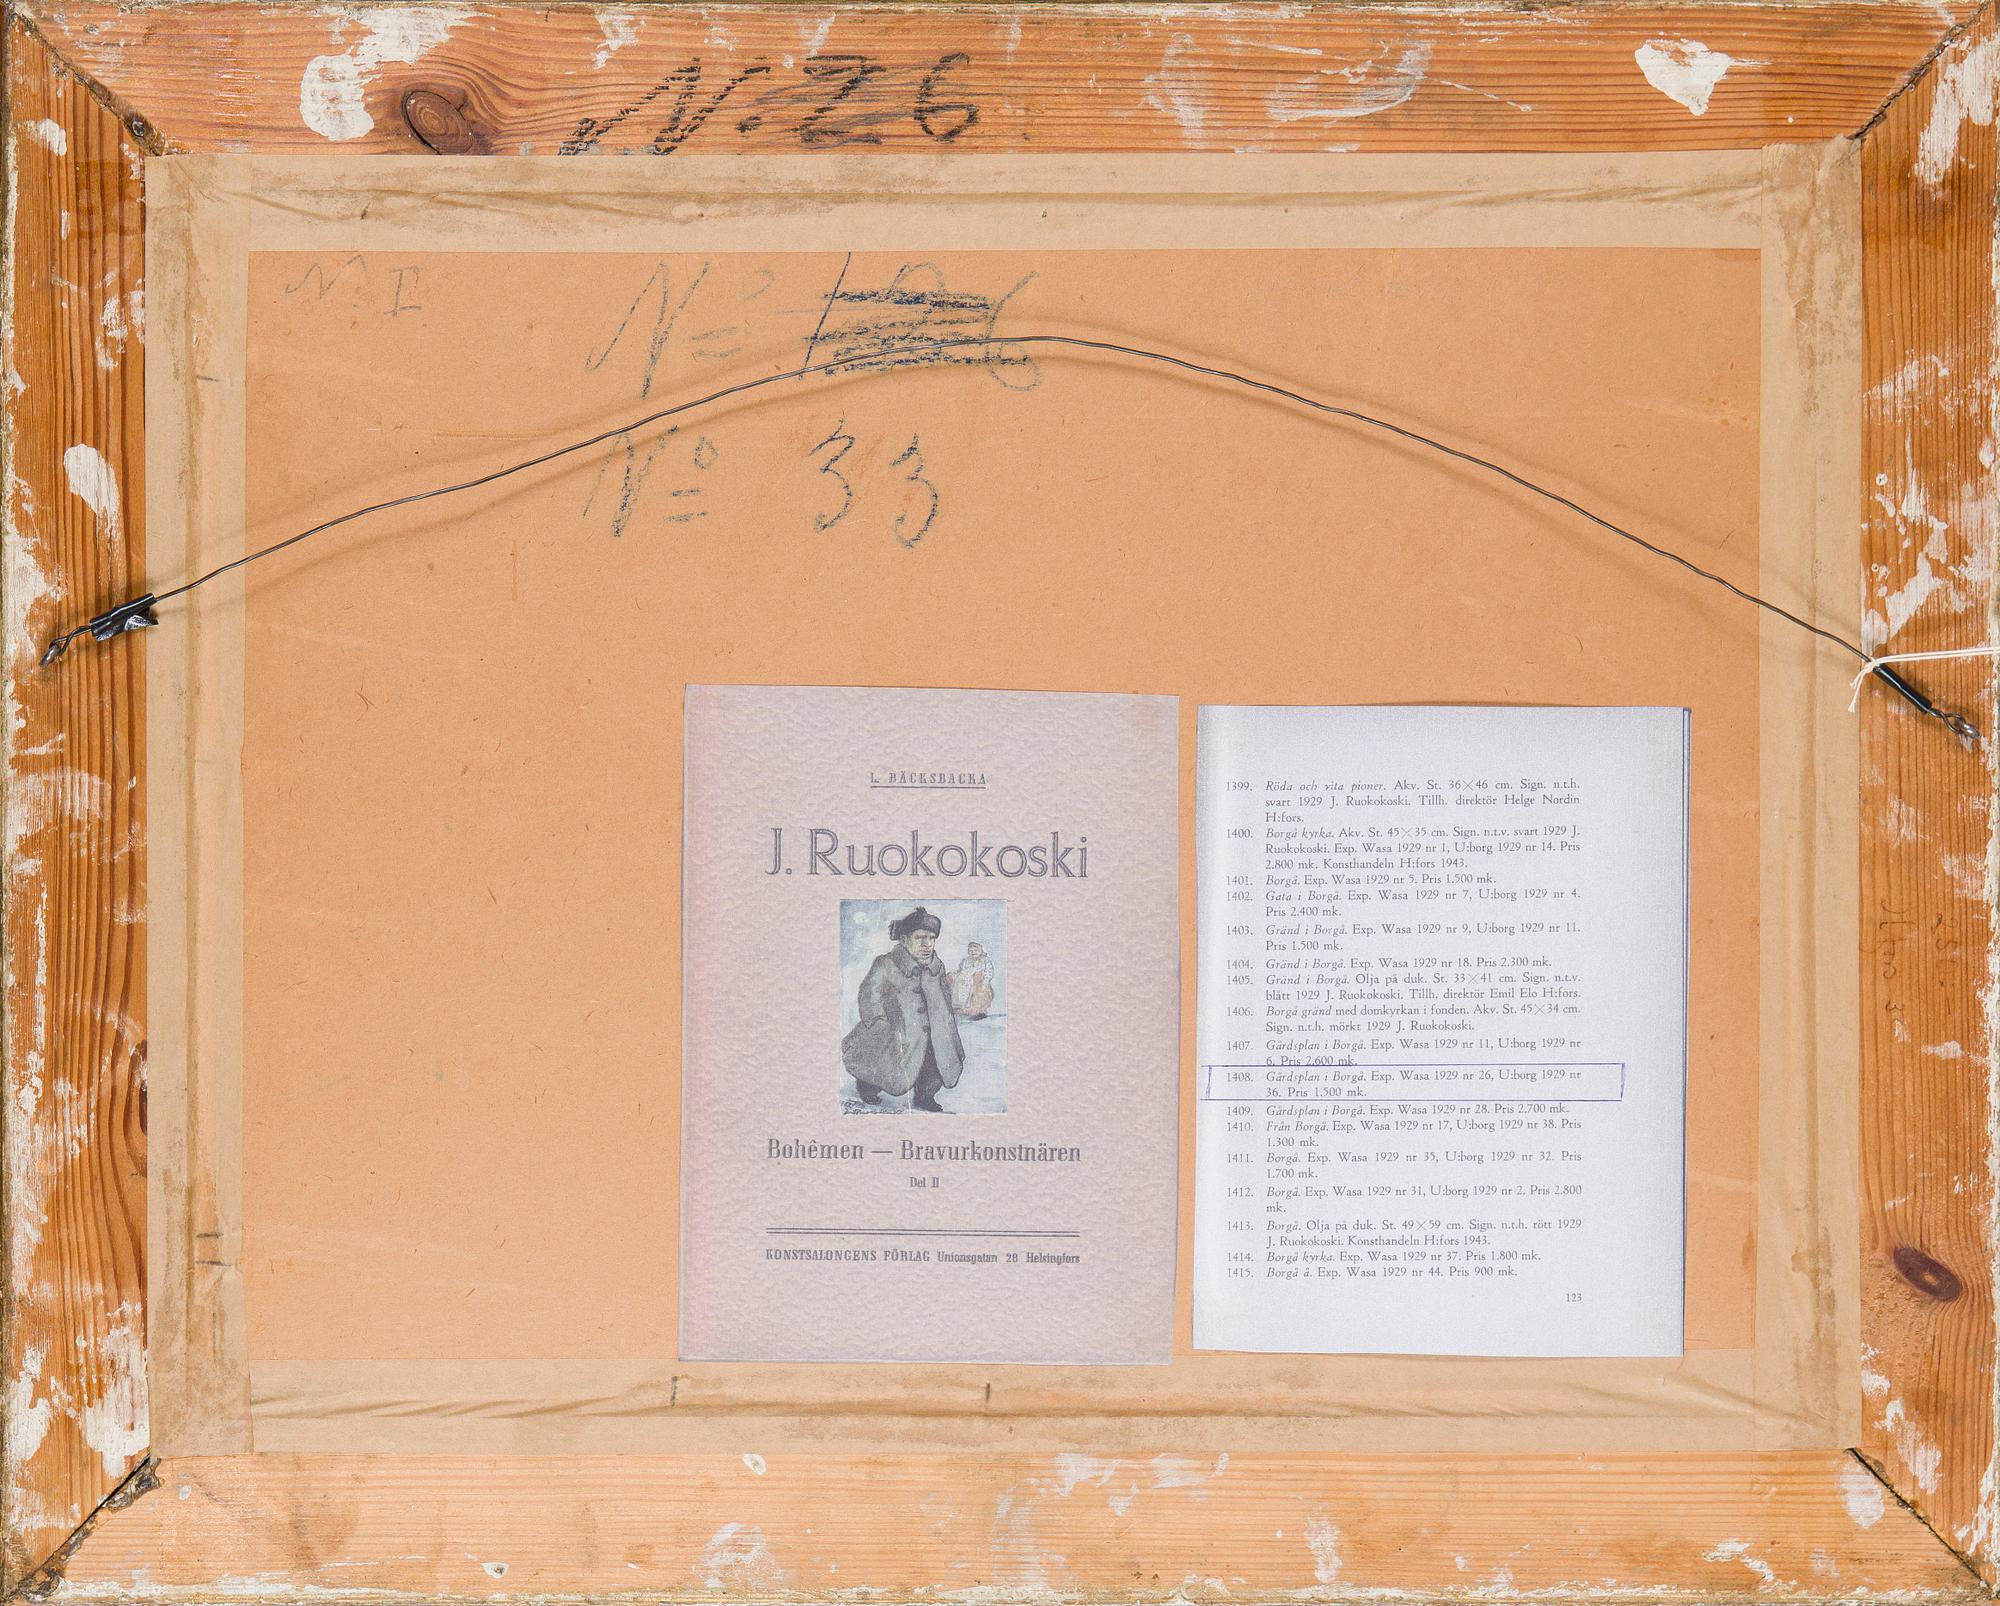 N:26
N:I
Nº
Nº 33
L. BÄCKSBACKA
J. Ruokokoski
Bohêmen — Bravurkonstnären
Del II
KONSTSALONGENS FÖRLAG Unionsgatan 28 Helsingfors
1399. Röda och vita pioner. Akv. St. 36×46 cm. Sign. n.t.h.
svart 1929 J. Ruokokoski. Tillh. direktör Helge Nordin
H:fors.
1400. Borgå kyrka. Akv. St. 45×35 cm. Sign. n.t.v. svart 1929 J.
Ruokokoski. Exp. Wasa 1929 nr 1, U:borg 1929 nr 14. Pris
2.800 mk. Konsthandeln H:fors 1943.
1401. Borgå. Exp. Wasa 1929 nr 5. Pris 1.500 mk.
1402. Gata i Borgå. Exp. Wasa 1929 nr 7, U:borg 1929 nr 4.
Pris 2.400 mk.
1403. Gränd i Borgå. Exp. Wasa 1929 nr 9, U:borg 1929 nr 11.
Pris 1.500 mk.
1404. Gränd i Borgå. Exp. Wasa 1929 nr 18. Pris 2.300 mk.
1405. Gränd i Borgå. Olja på duk. St. 33×41 cm. Sign. n.t.v.
blått 1929 J. Ruokokoski. Tillh. direktör Emil Elo H:fors.
1406. Borgå gränd med domkyrkan i fonden. Akv. St. 45×34 cm.
Sign. n.t.h. mörkt 1929 J. Ruokokoski.
1407. Gårdsplan i Borgå. Exp. Wasa 1929 nr 11, U:borg 1929 nr
6. Pris 2.600 mk.
1408. Gårdsplan i Borgå. Exp. Wasa 1929 nr 26, U:borg 1929 nr
36. Pris 1.500 mk.
1409. Gårdsplan i Borgå. Exp. Wasa 1929 nr 28. Pris 2.700 mk.
1410. Från Borgå. Exp. Wasa 1929 nr 17, U:borg 1929 nr 38. Pris
1.300 mk.
1411. Borgå. Exp. Wasa 1929 nr 35, U:borg 1929 nr 32. Pris
1.700 mk.
1412. Borgå. Exp. Wasa 1929 nr 31, U:borg 1929 nr 2. Pris 2.800
mk.
1413. Borgå. Olja på duk. St. 49×59 cm. Sign. n.t.h. rött 1929
J. Ruokokoski. Konsthandeln H:fors 1943.
1414. Borgå kyrka. Exp. Wasa 1929 nr 37. Pris 1.800 mk.
1415. Borgå å. Exp. Wasa 1929 nr 44. Pris 900 mk.
123